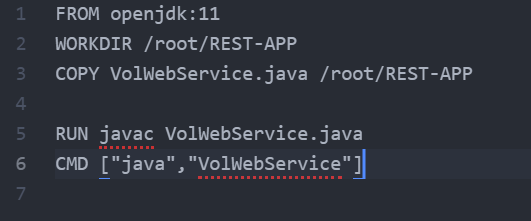 1 FROM openjdk:11
2 WORKDIR /root/REST-APP
3 COPY VolWebService.java /root/REST-APP
4
5 RUN javac VolWebService.java
6 CMD ["java","VolWebService"]
7